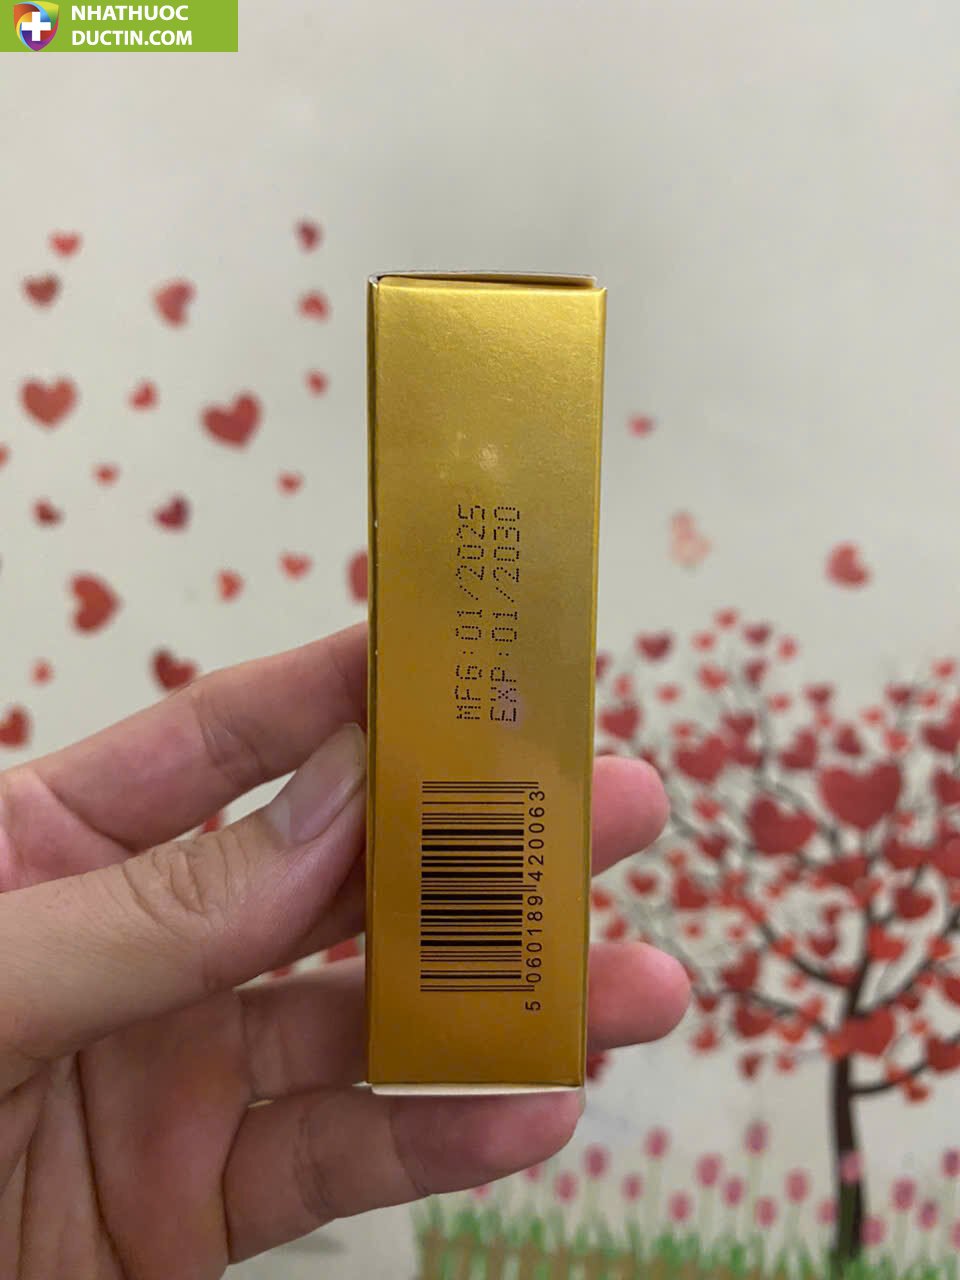 NHATHUOC
DUCTIN.COM
MFG:01/2025
EXP:01/2030
5 060189 420063